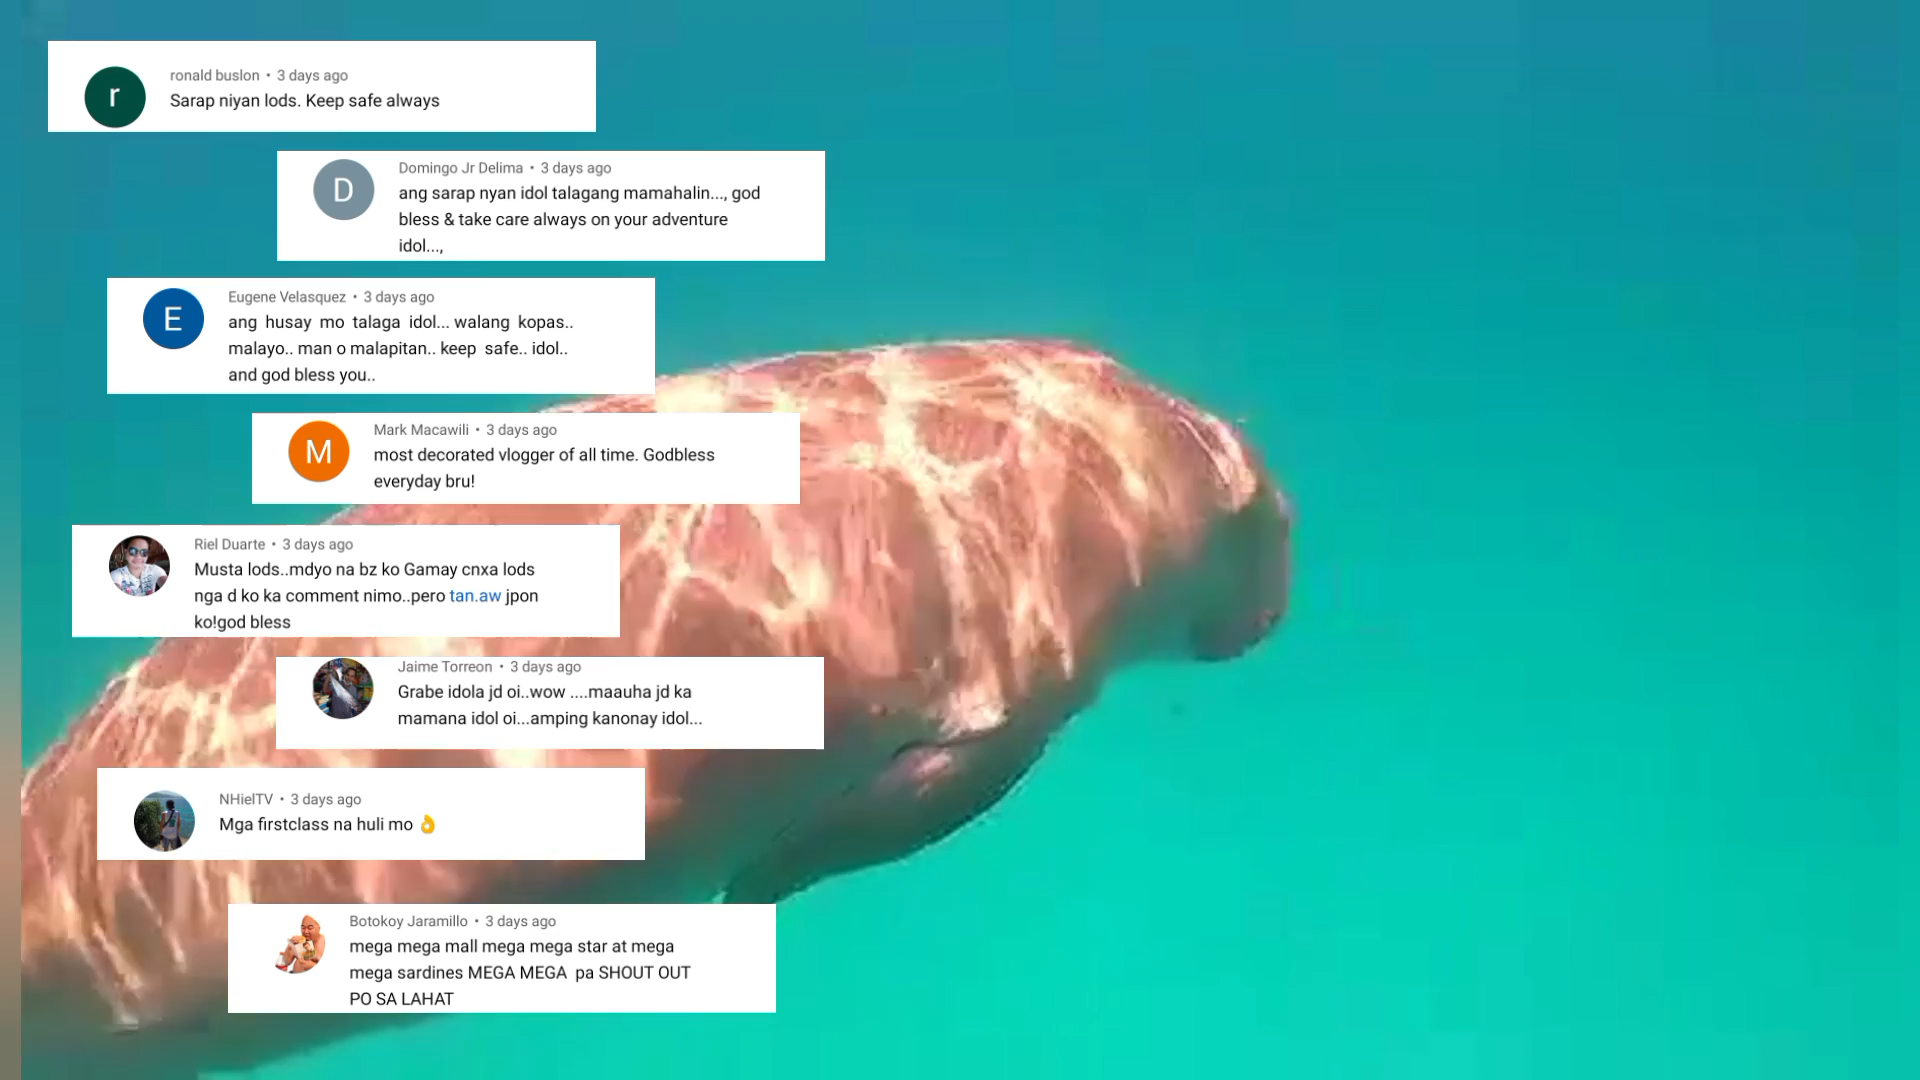 ronald buslon • 3 days ago
r
Sarap niyan lods. Keep safe always
Domingo Jr Delima • 3 days ago
D
ang sarap nyan idol talagang mamahalin..., god
bless & take care always on your adventure
idol...,
Eugene Velasquez • 3 days ago
E
ang husay mo talaga idol... walang kopas..
malayo.. man o malapitan.. keep safe.. idol..
and god bless you..
Mark Macawili • 3 days ago
M
most decorated vlogger of all time. Godbless
everyday bru!
Riel Duarte • 3 days ago
Musta lods..mdyo na bz ko Gamay cnxa lods
nga d ko ka comment nimo..pero tan.aw jpon
ko!god bless
Jaime Torreon • 3 days ago
Grabe idola jd oi..wow ....maauha jd ka
mamana idol oi...amping kanonay idol...
NHielTV • 3 days ago
Mga firstclass na huli mo 👌
Botokoy Jaramillo • 3 days ago
mega mega mall mega mega star at mega
mega sardines MEGA MEGA pa SHOUT OUT
PO SA LAHAT